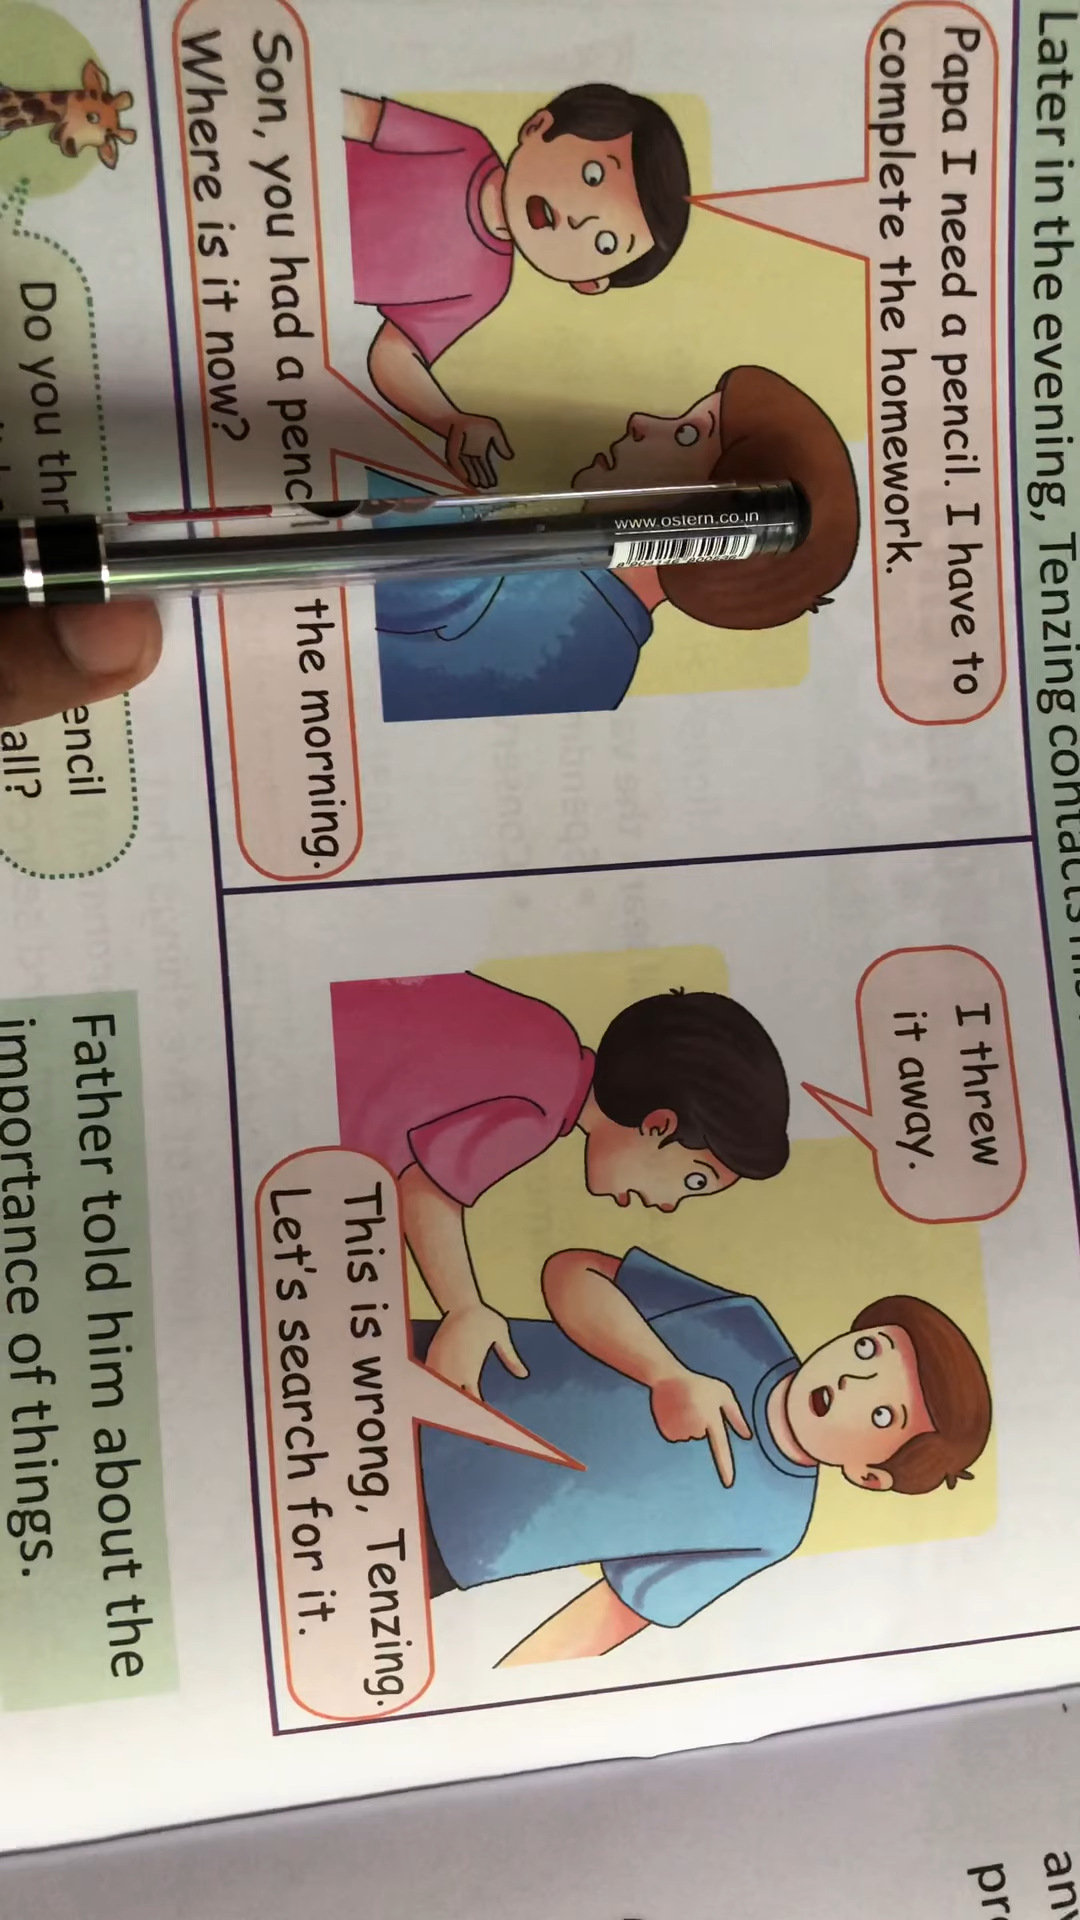 Later in the evening, Tenzing contacts his
Papa I need a pencil. I have to
complete the homework.
Son, you had a penc the morning.
Where is it now?
I threw
it away.
This is wrong, Tenzing.
Let's search for it.
Do you thr
encil
all?
Father told him about the
importance of things.
www.ostern.co.in